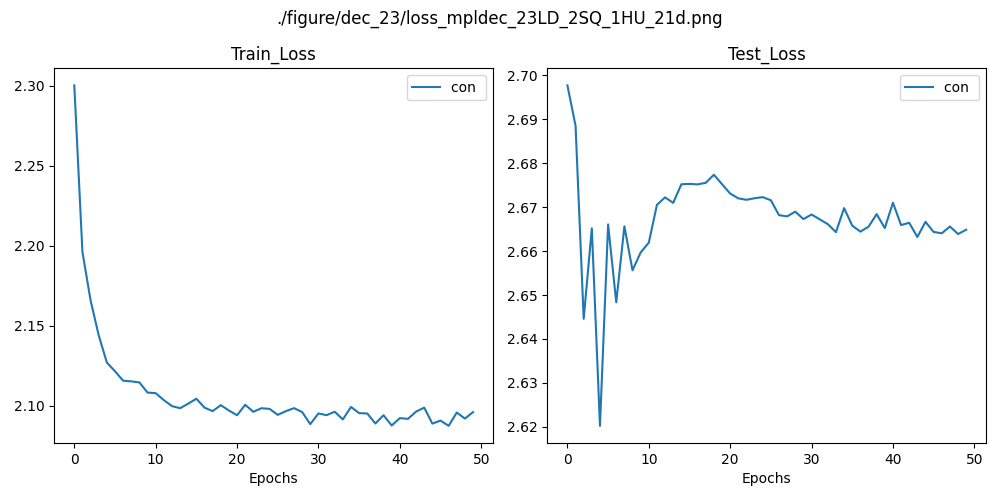 ./figure/dec_23/loss_mpldec_23LD_2SQ_1HU_21d.png
Train_Loss
con
2.30
2.25
2.20
2.15
2.10
0 10 20 30 40 50
Epochs
Test_Loss
con
2.70
2.69
2.68
2.67
2.66
2.65
2.64
2.63
2.62
0 10 20 30 40 50
Epochs